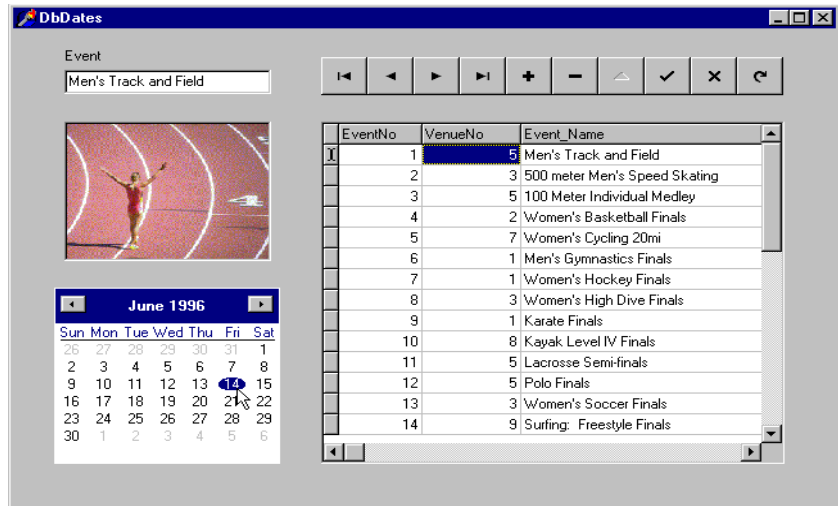 DbDates
Event
Men's Track and Field
EventNo VenueNo Event_Name
1 5 Men's Track and Field
2 3 500 meter Men's Speed Skating
3 5 100 Meter Individual Medley
4 2 Women's Basketball Finals
5 7 Women's Cycling 20mi
6 1 Men's Gymnastics Finals
7 1 Women's Hockey Finals
8 3 Women's High Dive Finals
9 1 Karate Finals
10 8 Kayak Level IV Finals
11 5 Lacrosse Semi-finals
12 5 Polo Finals
13 3 Women's Soccer Finals
14 9 Surfing: Freestyle Finals
June 1996
Sun Mon Tue Wed Thu Fri Sat
26 27 28 29 30 31 1
2 3 4 5 6 7 8
9 10 11 12 13 14 15
16 17 18 19 20 21 22
23 24 25 26 27 28 29
30 1 2 3 4 5 6